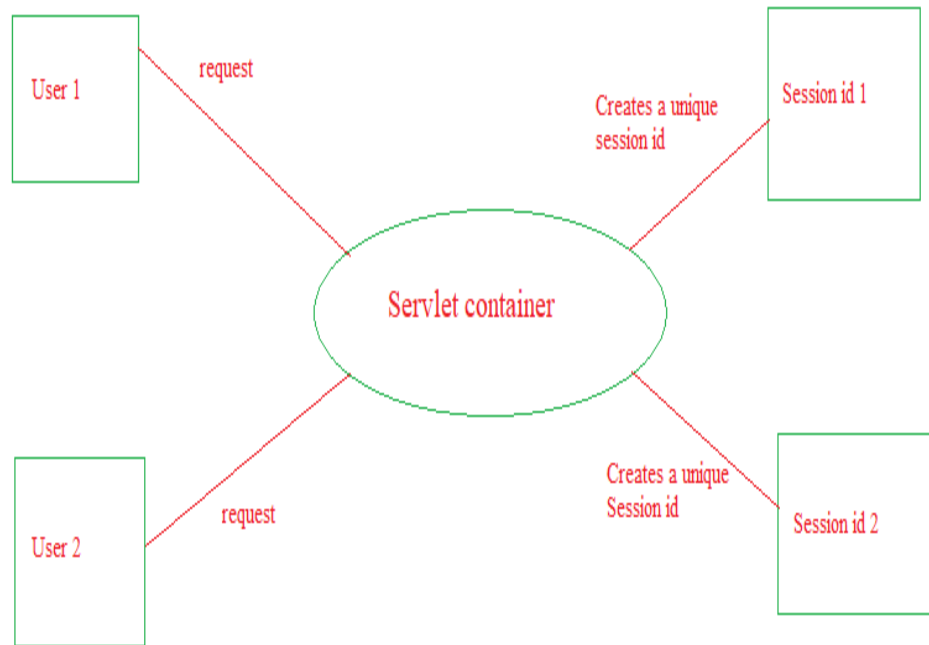 User 1
request
Creates a unique
session id
Session id 1
Servlet container
User 2
request
Creates a unique
Session id
Session id 2